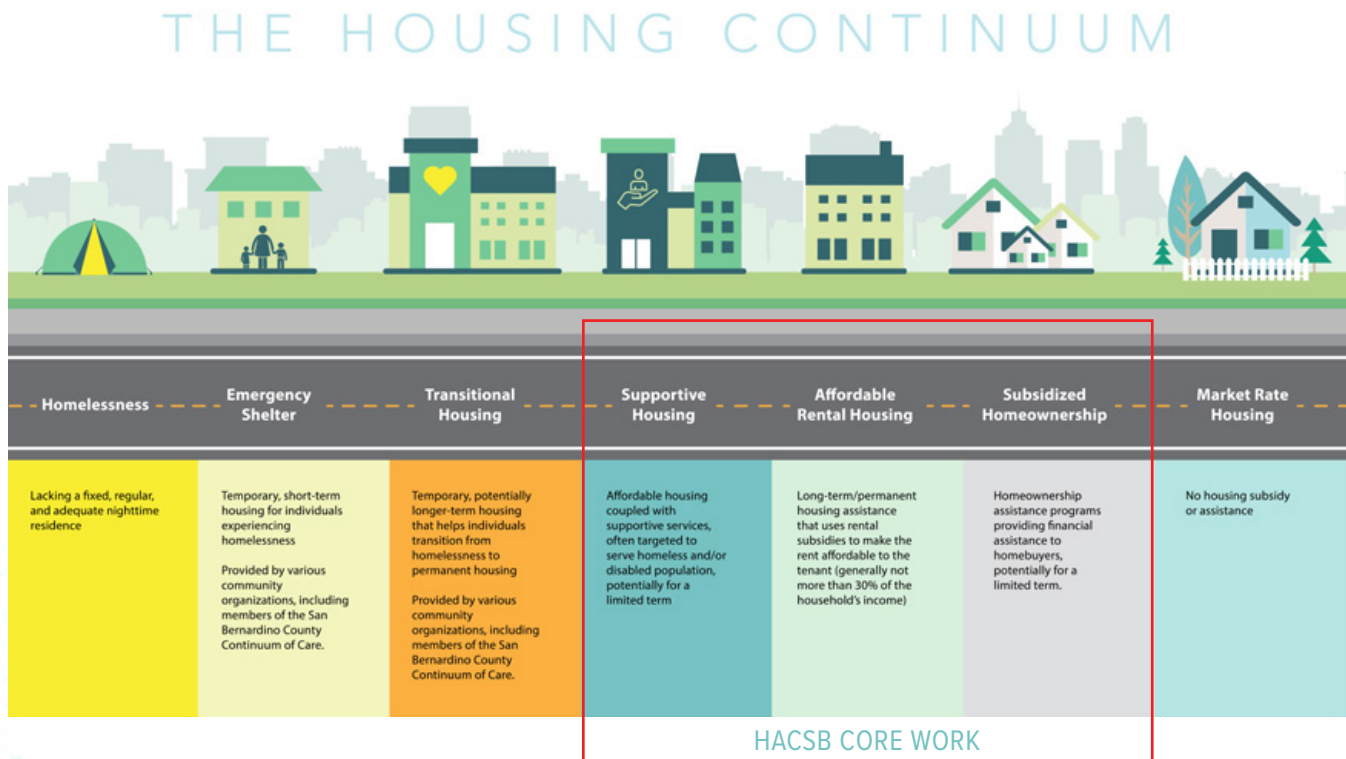 THE HOUSING CONTINUUM
Homelessness
Emergency
Shelter
Transitional
Housing
Supportive
Housing
Affordable
Rental Housing
Subsidized
Homeownership
Market Rate
Housing
Lacking a fixed, regular,
and adequate nighttime
residence
Temporary, short-term
housing for individuals
experiencing
homelessness
Provided by various
community
organizations, including
members of the San
Bernardino County
Continuum of Care.
Temporary, potentially
longer-term housing
that helps individuals
transition from
homelessness to
permanent housing
Provided by various
community
organizations, including
members of the San
Bernardino County
Continuum of Care.
Affordable housing
coupled with
supportive services,
often targeted to
serve homeless and/or
disabled population,
potentially for a
limited term
Long-term/permanent
housing assistance
that uses rental
subsidies to make the
rent affordable to the
tenant (generally not
more than 30% of the
household's income)
Homeownership
assistance programs
providing financial
assistance to
homebuyers,
potentially for a
limited term.
No housing subsidy
or assistance
HACSB CORE WORK